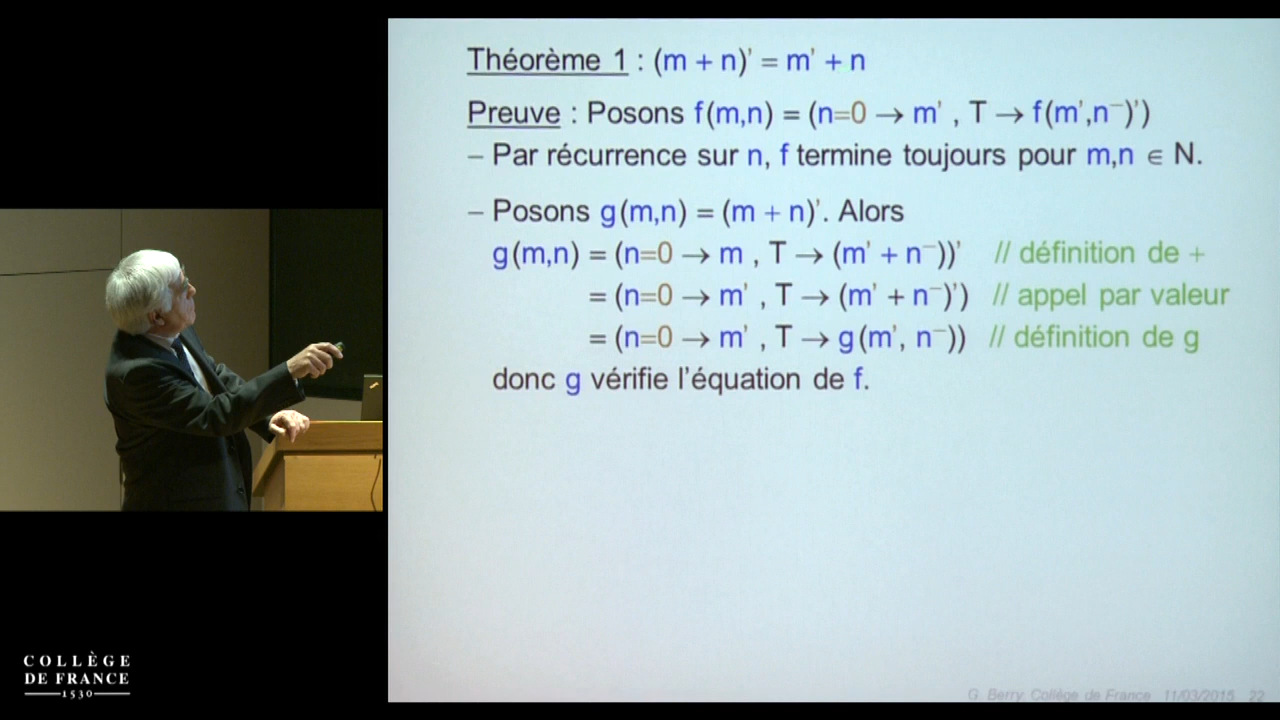 Théorème 1 : (m + n)' = m' + n
Preuve : Posons f(m,n) = (n=0 → m' , T → f(m',n⁻)')
– Par récurrence sur n, f termine toujours pour m,n ∈ N.
– Posons g(m,n) = (m + n)'. Alors
g(m,n) = (n=0 → m , T → (m' + n⁻))' // définition de +
= (n=0 → m' , T → (m' + n⁻)') // appel par valeur
= (n=0 → m' , T → g(m', n⁻)) // définition de g
donc g vérifie l'équation de f.
COLLÈGE
DE FRANCE
1530
G. Berry, Collège de France 11/03/2015 22